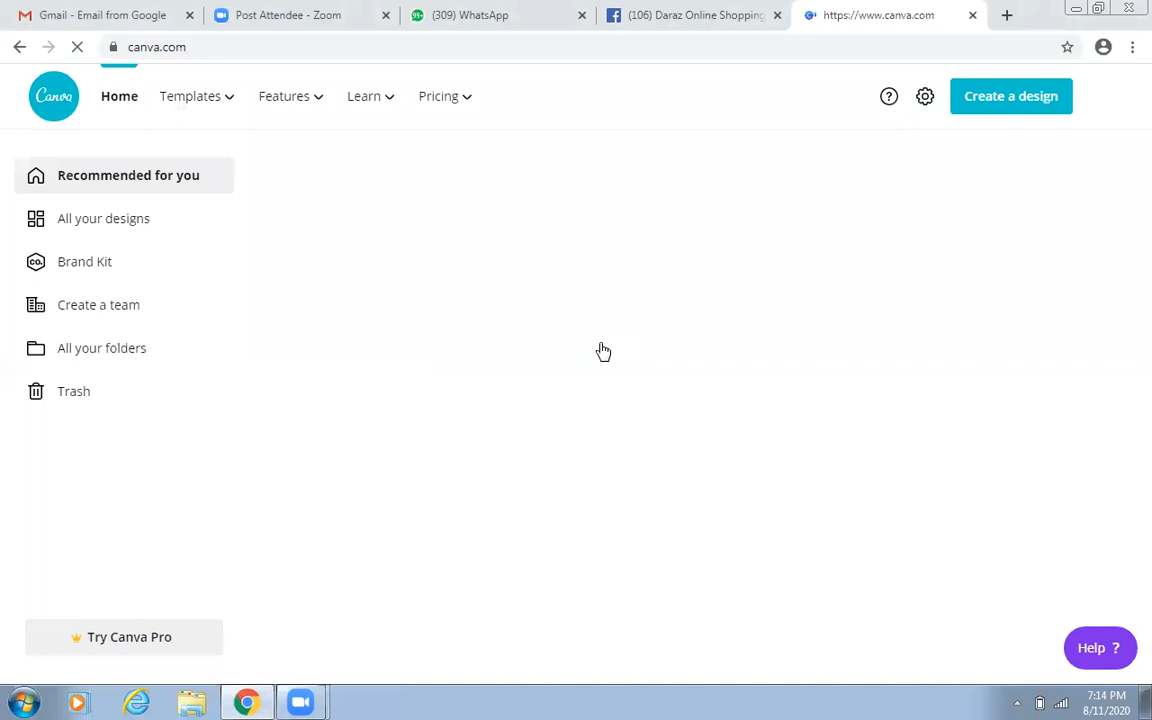 Gmail - Email from Google
Post Attendee - Zoom
99+
(309) WhatsApp
(106) Daraz Online Shopping
https://www.canva.com
canva.com
Canva
Home
Templates
Features
Learn
Pricing
Create a design
Recommended for you
All your designs
CO.
Brand Kit
Create a team
All your folders
Trash
Try Canva Pro
Help ?
7:14 PM
8/11/2020